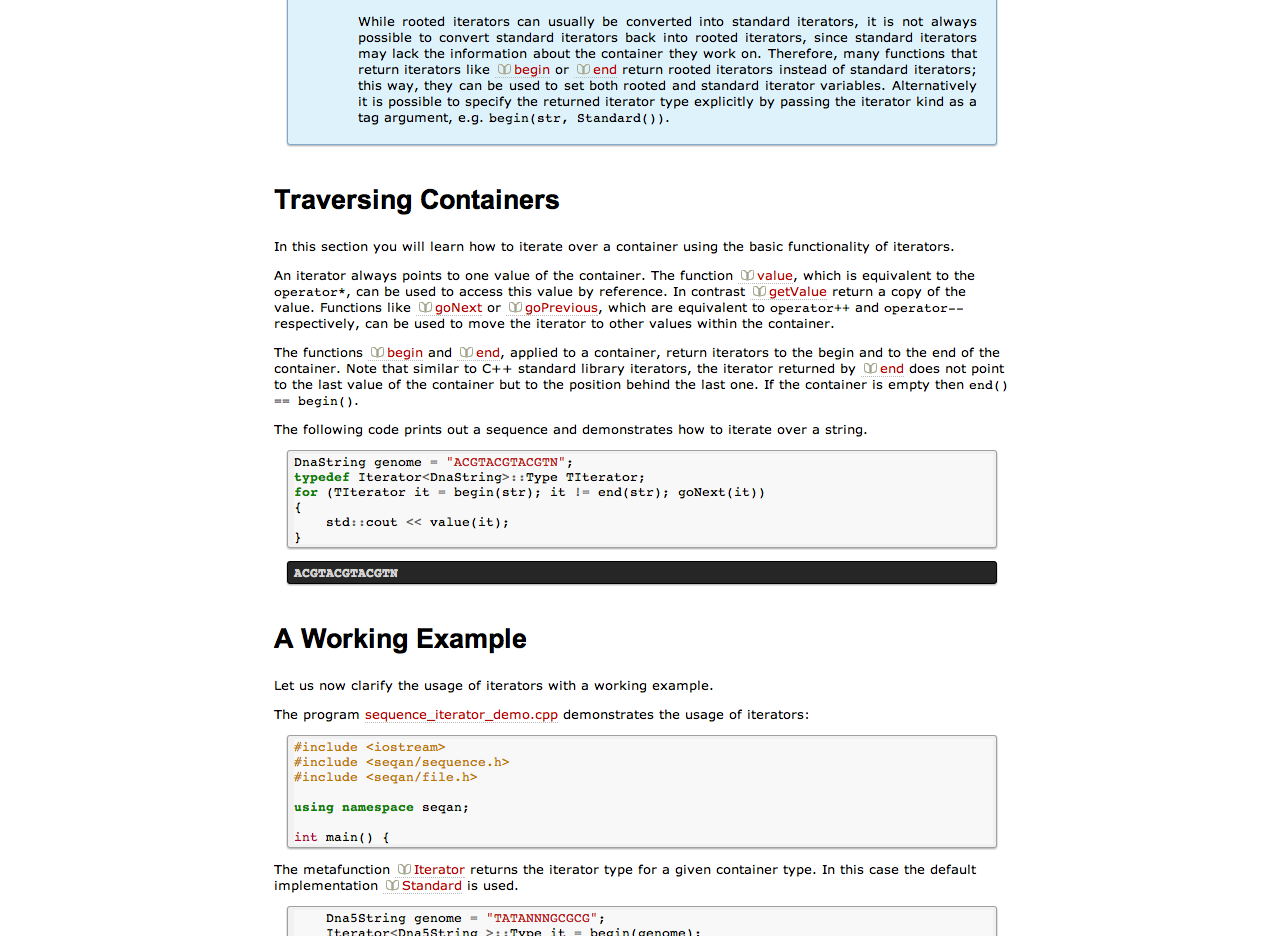 While rooted iterators can usually be converted into standard iterators, it is not always
possible to convert standard iterators back into rooted iterators, since standard iterators
may lack the information about the container they work on. Therefore, many functions that
return iterators like begin or end return rooted iterators instead of standard iterators;
this way, they can be used to set both rooted and standard iterator variables. Alternatively
it is possible to specify the returned iterator type explicitly by passing the iterator kind as a
tag argument, e.g. begin(str, Standard()).
Traversing Containers
In this section you will learn how to iterate over a container using the basic functionality of iterators.
An iterator always points to one value of the container. The function value, which is equivalent to the
operator*, can be used to access this value by reference. In contrast getValue return a copy of the
value. Functions like goNext or goPrevious, which are equivalent to operator++ and operator--
respectively, can be used to move the iterator to other values within the container.
The functions begin and end, applied to a container, return iterators to the begin and to the end of the
container. Note that similar to C++ standard library iterators, the iterator returned by end does not point
to the last value of the container but to the position behind the last one. If the container is empty then end()
== begin().
The following code prints out a sequence and demonstrates how to iterate over a string.
DnaString genome = "ACGTACGTACGTN";
typedef Iterator<DnaString>::Type TIterator;
for (TIterator it = begin(str); it != end(str); goNext(it))
{
    std::cout << value(it);
}
ACGTACGTACGTN
A Working Example
Let us now clarify the usage of iterators with a working example.
The program sequence_iterator_demo.cpp demonstrates the usage of iterators:
#include <iostream>
#include <seqan/sequence.h>
#include <seqan/file.h>
using namespace seqan;
int main() {
The metafunction Iterator returns the iterator type for a given container type. In this case the default
implementation Standard is used.
    Dna5String genome = "TATANNNGCGCG";
    Iterator<Dna5String >::Type it = begin(genome);